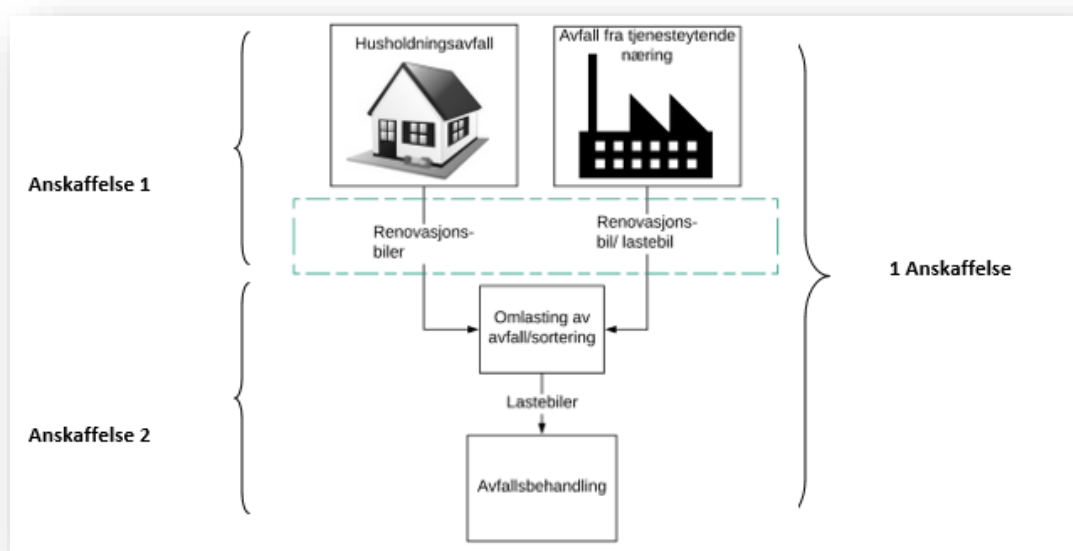 Husholdningsavfall
Avfall fra tjenesteytende
næring
Anskaffelse 1
Renovasjons-
biler
Renovasjons-
bil/ lastebil
1 Anskaffelse
Omlasting av
avfall/sortering
Lastebiler
Anskaffelse 2
Avfallsbehandling